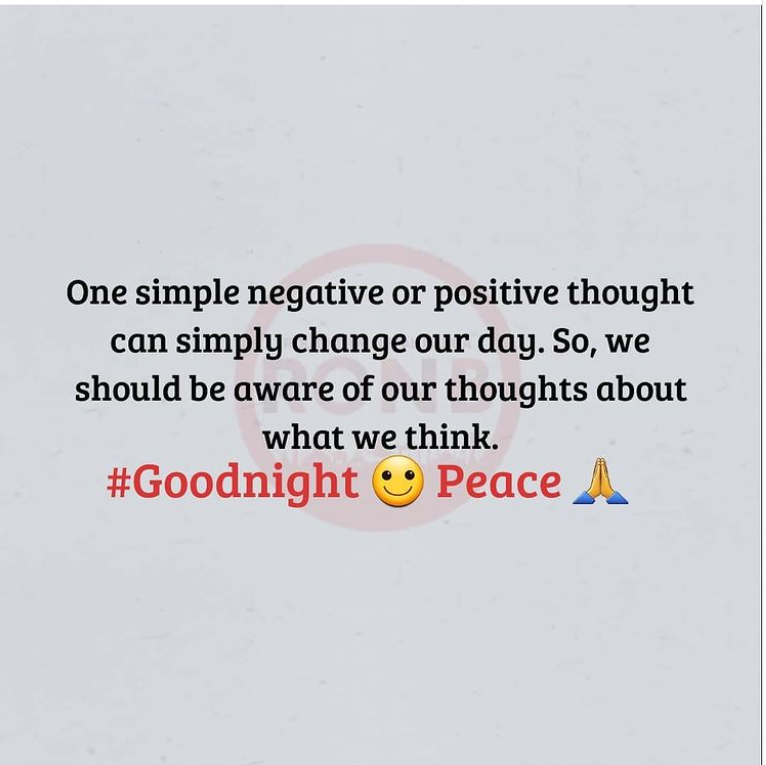 One simple negative or positive thought
can simply change our day. So, we
should be aware of our thoughts about
what we think.
#Goodnight 🙂 Peace 🙏
RONB